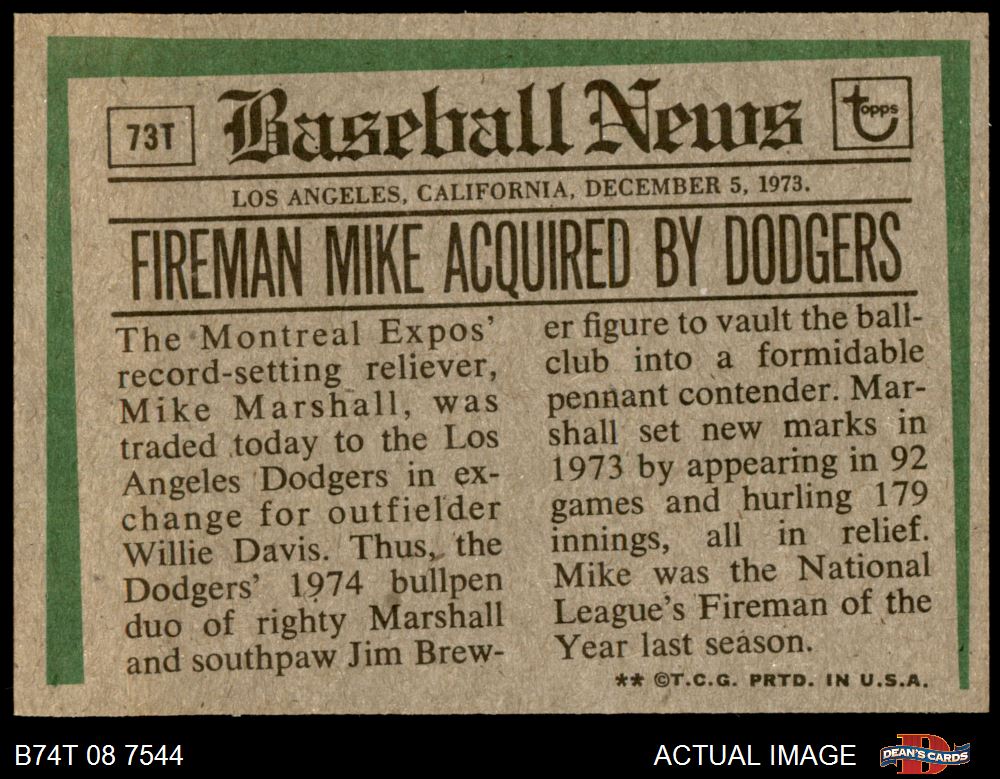 73T
Baseball News
topps
LOS ANGELES, CALIFORNIA, DECEMBER 5, 1973.
FIREMAN MIKE ACQUIRED BY DODGERS
The Montreal Expos'
record-setting reliever,
Mike Marshall, was
traded today to the Los
Angeles Dodgers in ex-
change for outfielder
Willie Davis. Thus, the
Dodgers' 1974 bullpen
duo of righty Marshall
and southpaw Jim Brew-
er figure to vault the ball-
club into a formidable
pennant contender. Mar-
shall set new marks in
1973 by appearing in 92
games and hurling 179
innings, all in relief.
Mike was the National
League's Fireman of the
Year last season.
** ©T.C.G. PRTD. IN U.S.A.
B74T 08 7544
ACTUAL IMAGE
DEAN'S CARDS